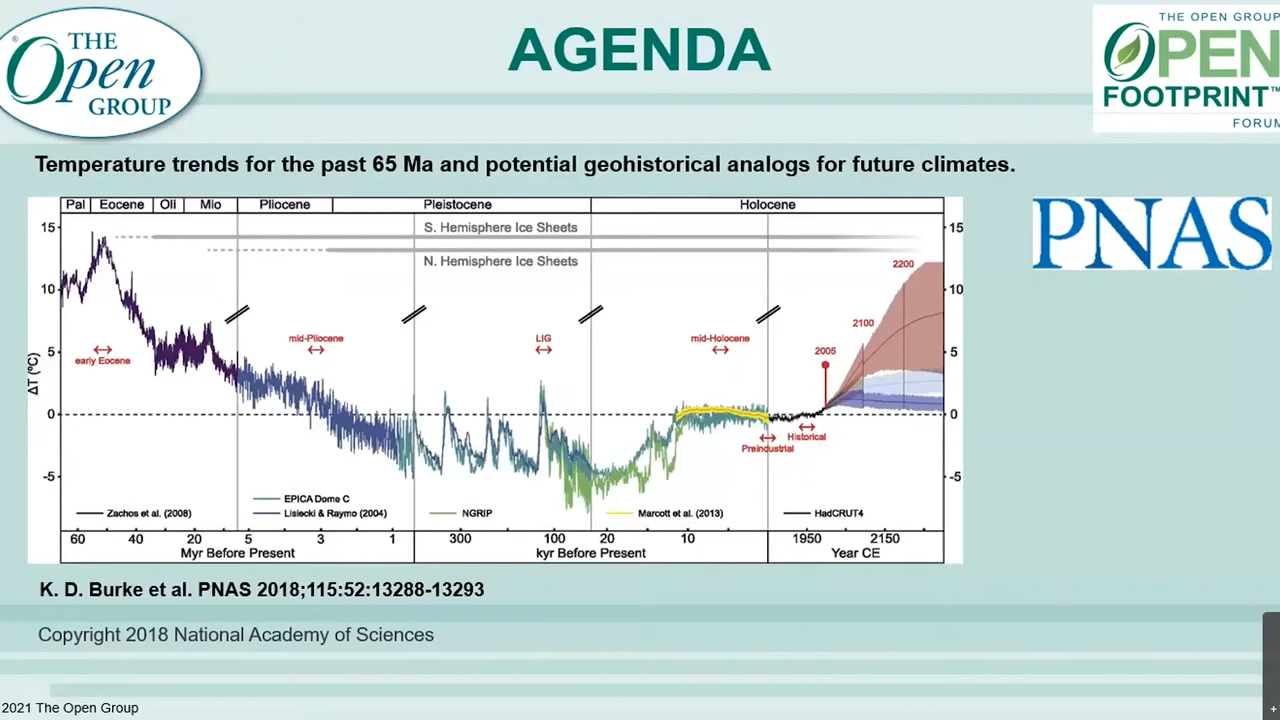 THE
Open
GROUP
®
AGENDA
THE OPEN GROUP
OPEN
FOOTPRINT™
FORUM
Temperature trends for the past 65 Ma and potential geohistorical analogs for future climates.
PNAS
Pal Eocene Oli Mio Pliocene Pleistocene Holocene
15 S. Hemisphere Ice Sheets 15
N. Hemisphere Ice Sheets
2200
10 10
2100
mid-Pliocene LIG mid-Holocene
2005
5 5
early Eocene
ΔT (°C)
0 0
Historical
Preindustrial
-5 -5
EPICA Dome C
Zachos et al. (2008) Lisiecki & Raymo (2004) NGRIP Marcott et al. (2013) HadCRUT4
60 40 20 5 3 1 300 100 20 10 1950 2150
Myr Before Present kyr Before Present Year CE
K. D. Burke et al. PNAS 2018;115:52:13288-13293
Copyright 2018 National Academy of Sciences
2021 The Open Group